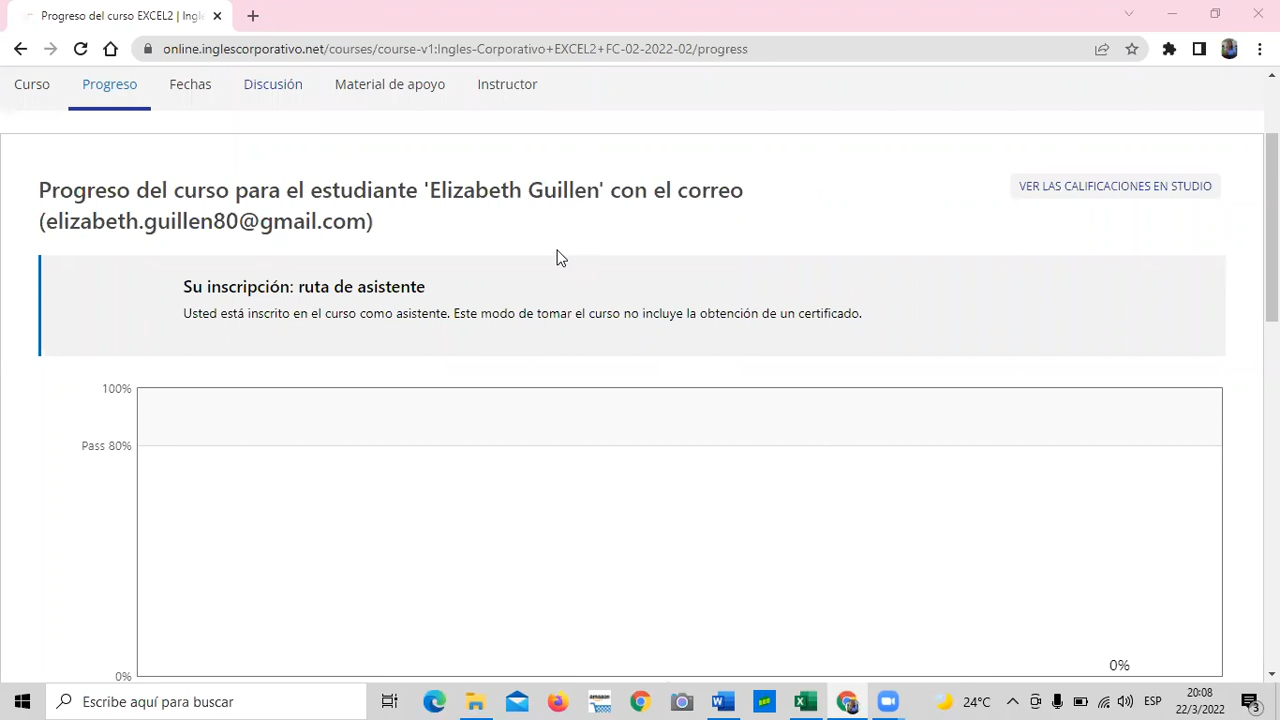 Progreso del curso EXCEL2 | Ingle
online.inglescorporativo.net/courses/course-v1:Ingles-Corporativo+EXCEL2+FC-02-2022-02/progress
Curso
Progreso
Fechas
Discusión
Material de apoyo
Instructor
Progreso del curso para el estudiante 'Elizabeth Guillen' con el correo
(elizabeth.guillen80@gmail.com)
VER LAS CALIFICACIONES EN STUDIO
Su inscripción: ruta de asistente
Usted está inscrito en el curso como asistente. Este modo de tomar el curso no incluye la obtención de un certificado.
100%
Pass 80%
0%
0%
Escribe aquí para buscar
amazon
24°C
ESP
20:08
22/3/2022
3